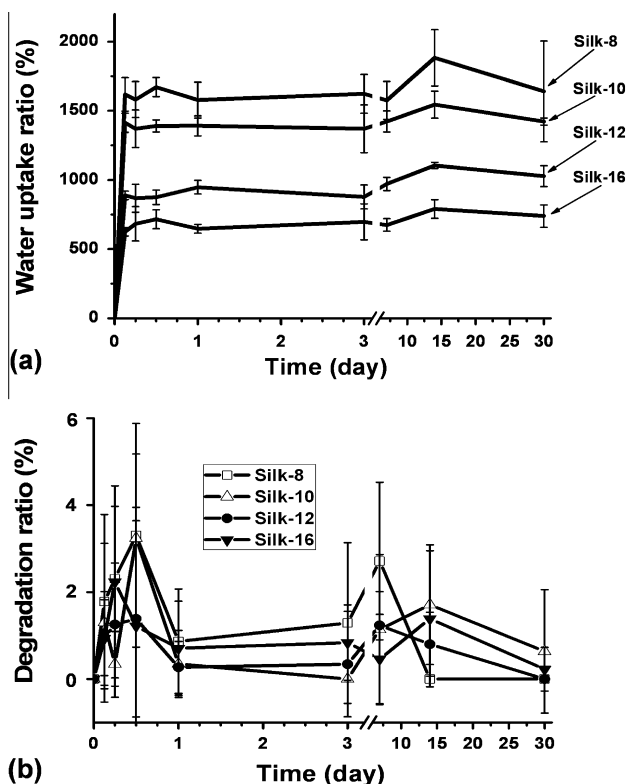 2000
1500
1000
500
0
Water uptake ratio (%)
Silk-8
Silk-10
Silk-12
Silk-16
0 1 2 3 10 15 20 25 30
Time (day)
(a)
6
4
2
0
Degradation ratio (%)
Silk-8
Silk-10
Silk-12
Silk-16
0 1 2 3 10 15 20 25 30
Time (day)
(b)